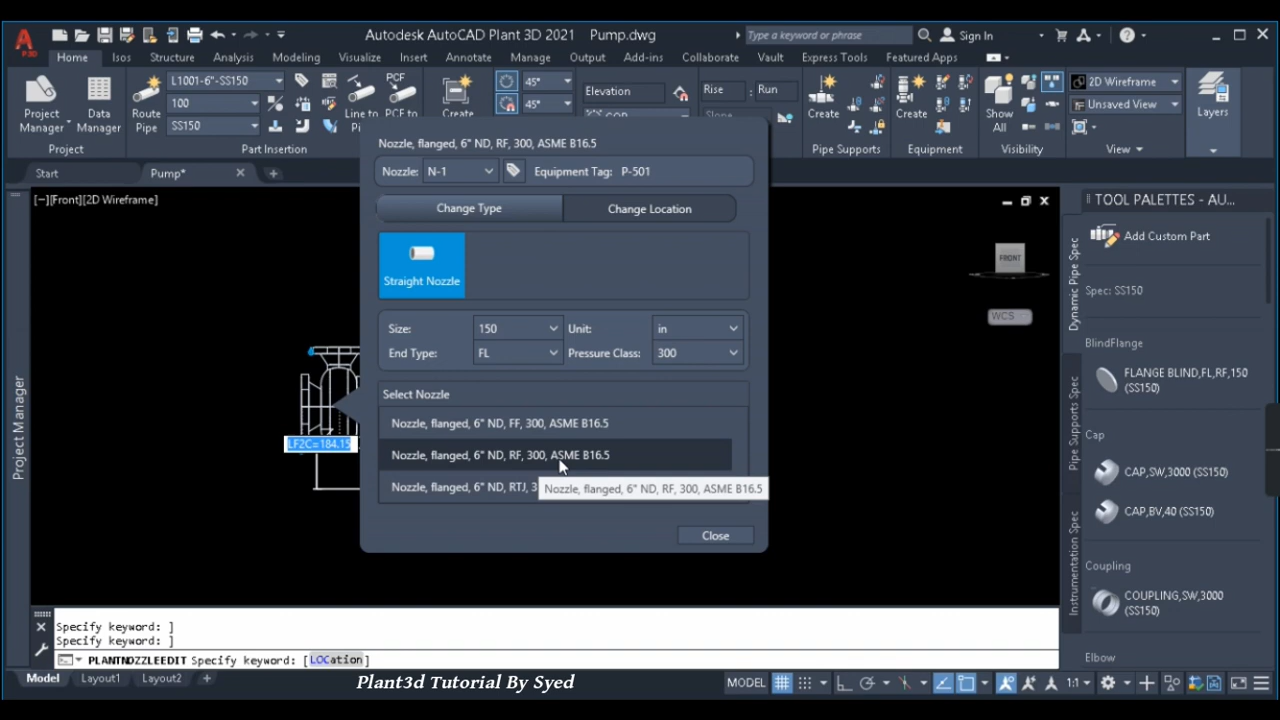 Autodesk AutoCAD Plant 3D 2021 Pump.dwg
Type a keyword or phrase
Sign In
Home Isos Structure Analysis Modeling Visualize Insert Annotate Manage Output Add-ins Collaborate Vault Express Tools Featured Apps
L1001-6"-SS150
100
SS150
Project Manager
Data Manager
Route Pipe
PCF
Line to
PCF to
Create
45°
45°
Elevation
Rise : Run
Create
Create
Show All
2D Wireframe
Unsaved View
Layers
Project
Part Insertion
Pipe Supports
Equipment
Visibility
View
Start
Pump*
[−][Front][2D Wireframe]
FRONT
WCS
Project Manager
LF2C=184.15
Nozzle, flanged, 6" ND, RF, 300, ASME B16.5
Nozzle: N-1 Equipment Tag: P-501
Change Type Change Location
Straight Nozzle
Size: 150 Unit: in
End Type: FL Pressure Class: 300
Select Nozzle
Nozzle, flanged, 6" ND, FF, 300, ASME B16.5
Nozzle, flanged, 6" ND, RF, 300, ASME B16.5
Nozzle, flanged, 6" ND, RTJ, 3
Nozzle, flanged, 6" ND, RF, 300, ASME B16.5
Close
TOOL PALETTES - AU...
Dynamic Pipe Spec
Pipe Supports Spec
Instrumentation Spec
Add Custom Part
Spec: SS150
BlindFlange
FLANGE BLIND,FL,RF,150
(SS150)
Cap
CAP,SW,3000 (SS150)
CAP,BV,40 (SS150)
Coupling
COUPLING,SW,3000
(SS150)
Elbow
Specify keyword: ]
Specify keyword: ]
PLANTNOZZLEEDIT Specify keyword: [LOCation]
Model Layout1 Layout2
Plant3d Tutorial By Syed
MODEL
1:1